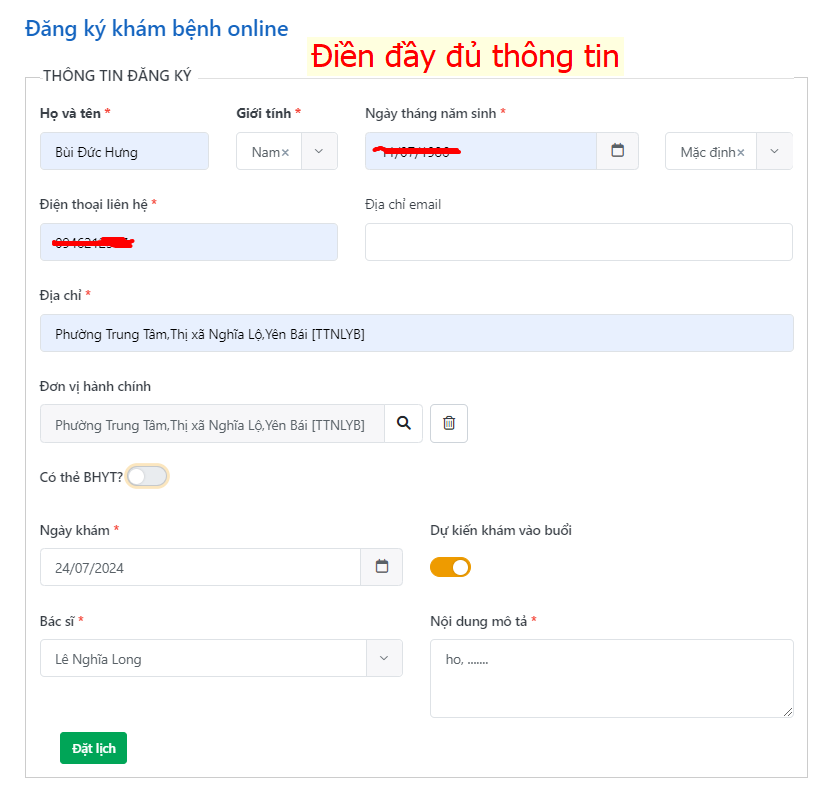 Đăng ký khám bệnh online
Điền đầy đủ thông tin
THÔNG TIN ĐĂNG KÝ
Họ và tên * Giới tính * Ngày tháng năm sinh *
Bùi Đức Hưng Nam× Mặc định×
Điện thoại liên hệ * Địa chỉ email
Địa chỉ *
Phường Trung Tâm,Thị xã Nghĩa Lộ,Yên Bái [TTNLYB]
Đơn vị hành chính
Phường Trung Tâm,Thị xã Nghĩa Lộ,Yên Bái [TTNLYB]
Có thẻ BHYT?
Ngày khám * Dự kiến khám vào buổi
24/07/2024
Bác sĩ * Nội dung mô tả *
Lê Nghĩa Long ho, .......
Đặt lịch